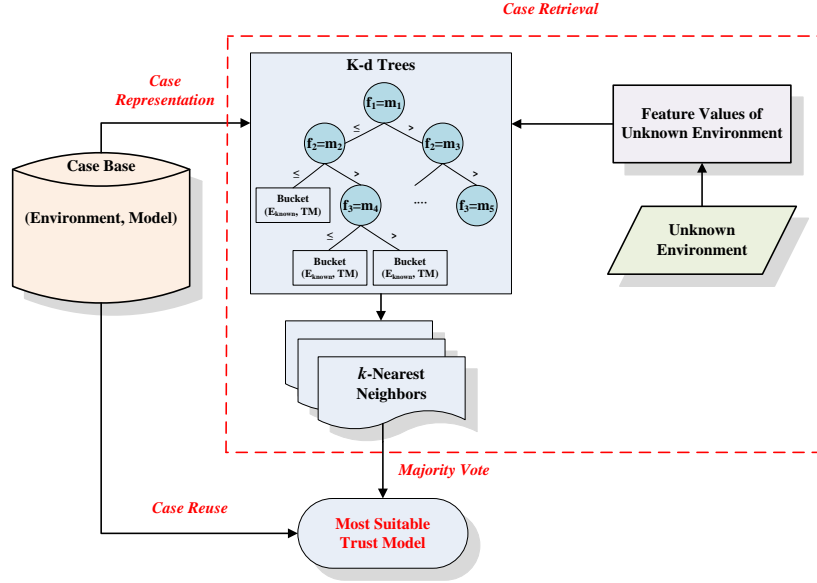 Case Retrieval
K-d Trees
Case
Representation
f₁=m₁
≤
>
f₂=m₂
f₂=m₃
Feature Values of
Unknown Environment
Case Base
(Environment, Model)
≤
>
>
Bucket
(Eₖₙₒwₙ, TM)
f₃=m₄
....
f₃=m₅
Unknown
Environment
≤
>
Bucket
(Eₖₙₒwₙ, TM)
Bucket
(Eₖₙₒwₙ, TM)
k-Nearest
Neighbors
Majority Vote
Case Reuse
Most Suitable
Trust Model